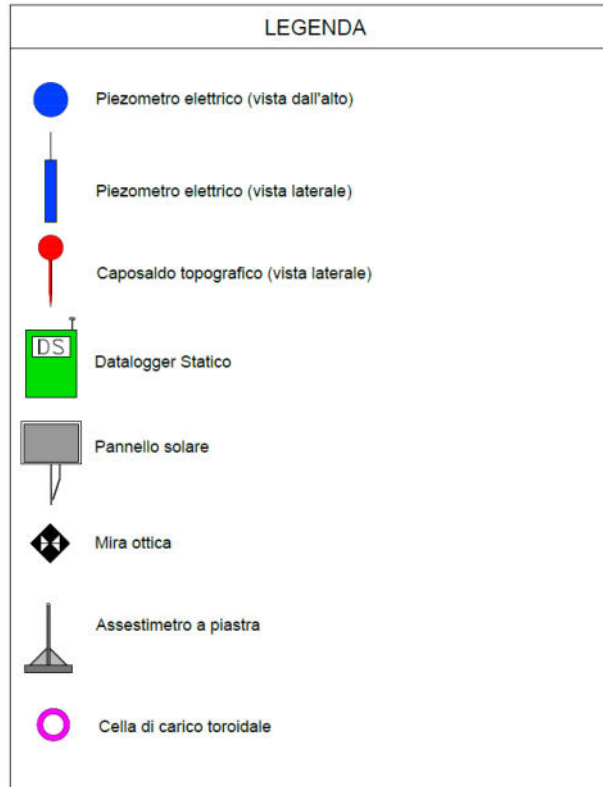 LEGENDA
Piezometro elettrico (vista dall'alto)
Piezometro elettrico (vista laterale)
Caposaldo topografico (vista laterale)
DS
Datalogger Statico
Pannello solare
Mira ottica
Assestimetro a piastra
Cella di carico toroidale